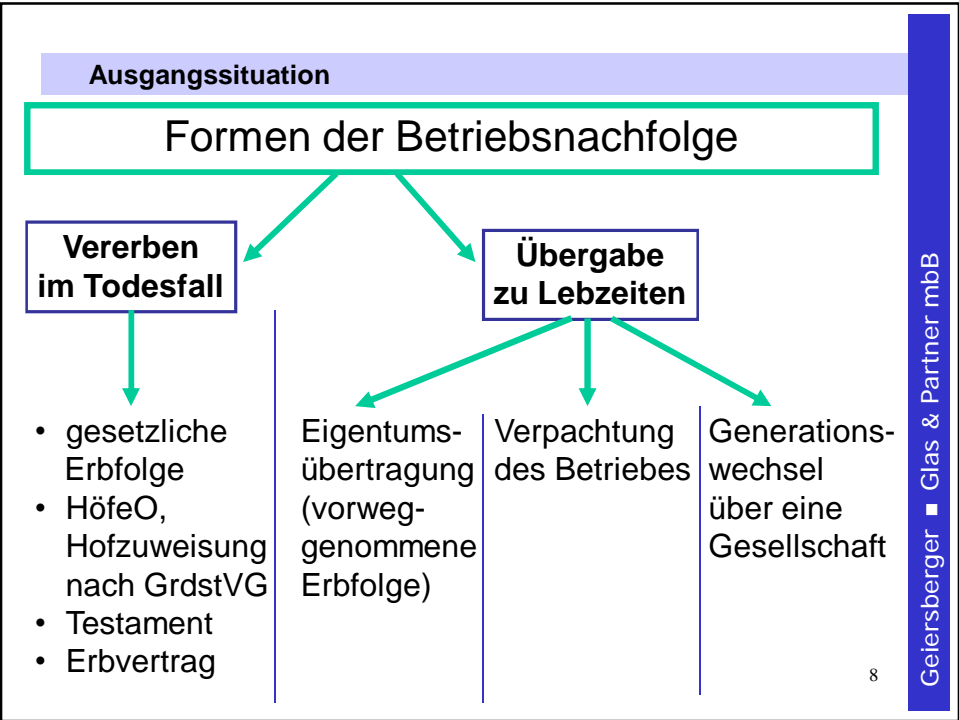 Ausgangssituation
Formen der Betriebsnachfolge
Vererben
im Todesfall
Übergabe
zu Lebzeiten
• gesetzliche
Erbfolge
• HöfeO,
Hofzuweisung
nach GrdstVG
• Testament
• Erbvertrag
Eigentums-
übertragung
(vorweg-
genommene
Erbfolge)
Verpachtung
des Betriebes
Generations-
wechsel
über eine
Gesellschaft
8
Geiersberger ■ Glas & Partner mbB